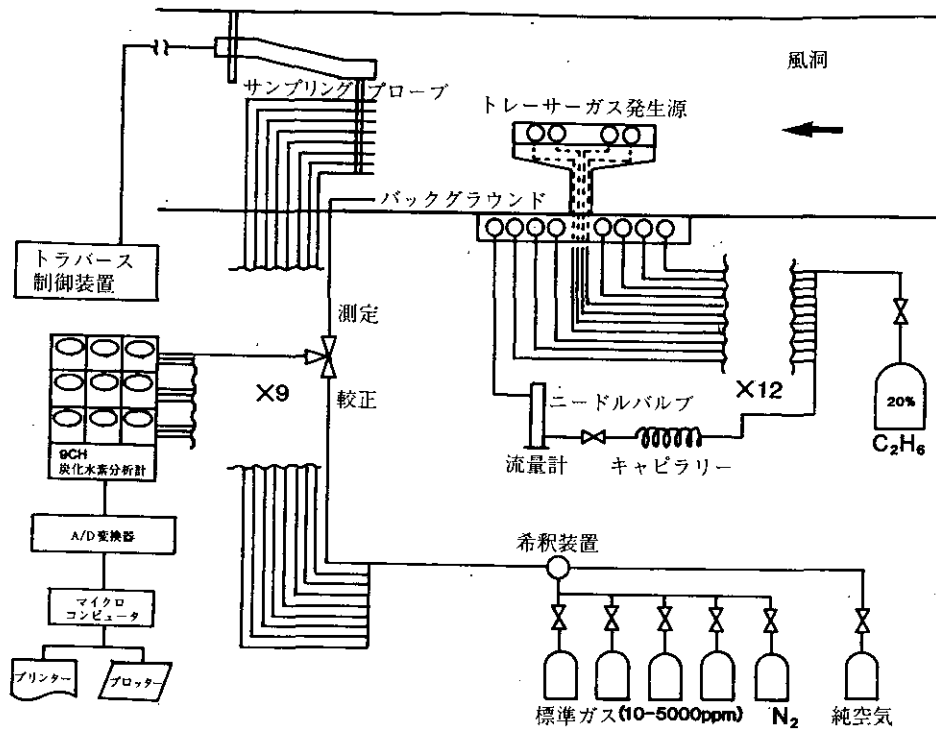 風洞
サンプリングプローブ
トレーサーガス発生源
バックグラウンド
トラバース
制御装置
測定
較正
×9
×12
ニードルバルブ
流量計
キャピラリー
20%
C₂H₆
9CH
炭化水素分析計
A/D変換器
マイクロ
コンピュータ
プリンター
プロッター
希釈装置
標準ガス(10-5000ppm)
N₂
純空気